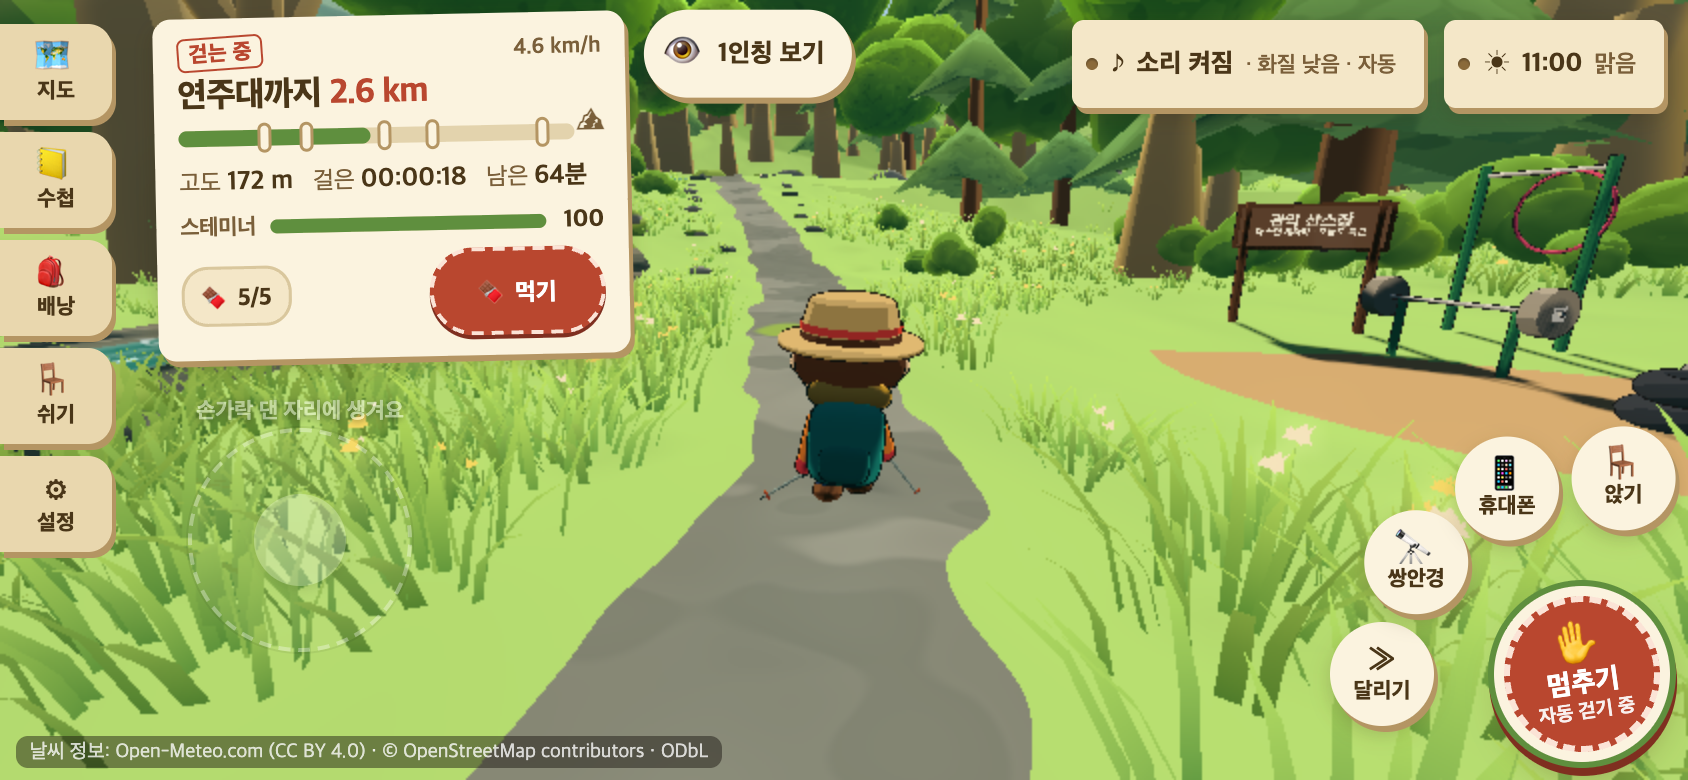 지도
수첩
배낭
쉬기
설정
걷는 중
4.6 km/h
연주대까지 2.6 km
고도 172 m 걸은 00:00:18 남은 64분
스테미너 100
5/5
먹기
1인칭 보기
♪ 소리 켜짐 · 화질 낮음 · 자동
11:00 맑음
손가락 댄 자리에 생겨요
휴대폰
앉기
쌍안경
달리기
멈추기
자동 걷기 중
날씨 정보: Open-Meteo.com (CC BY 4.0) · © OpenStreetMap contributors · ODbL